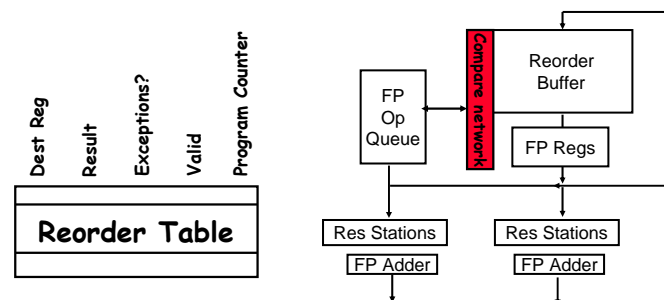 Dest Reg
Result
Exceptions?
Valid
Program Counter
Reorder Table
Compare network
Reorder
Buffer
FP
Op
Queue
FP Regs
Res Stations
Res Stations
FP Adder
FP Adder